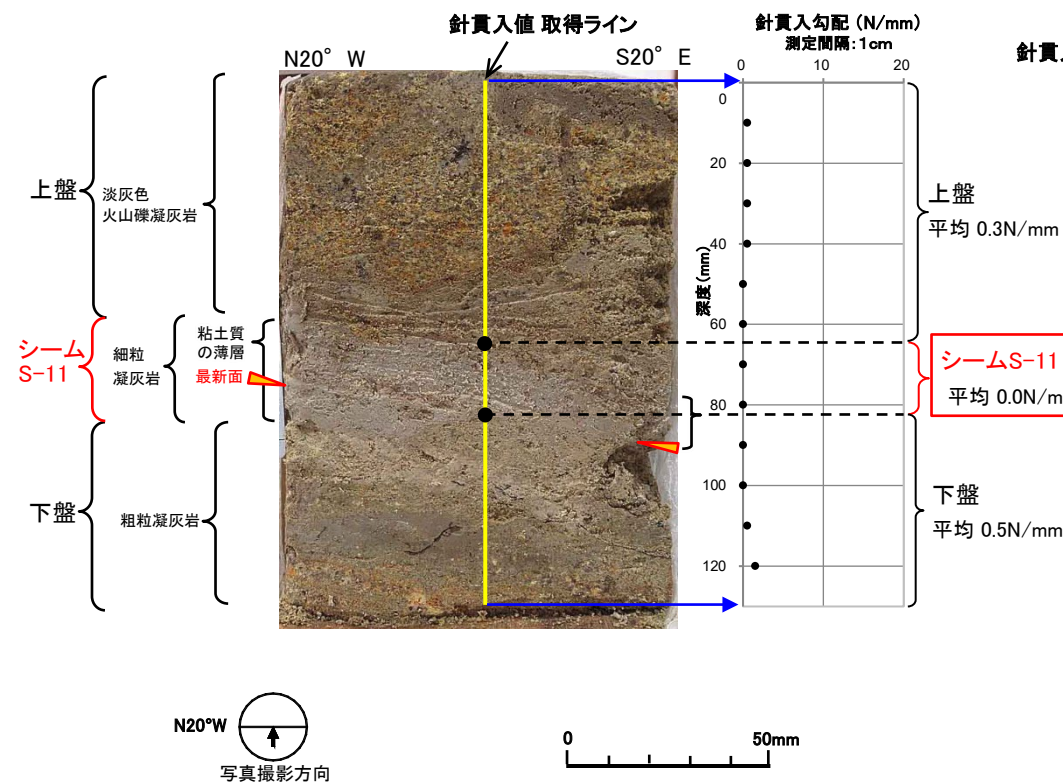 針貫入値 取得ライン
N20° W
S20° E
針貫入勾配 (N/mm)
測定間隔:1cm
0 10 20
針貫
上盤
淡灰色
火山礫凝灰岩
シーム
S-11
細粒
凝灰岩
粘土質
の薄層
最新面
下盤
粗粒凝灰岩
深度(mm)
0
20
40
60
80
100
120
上盤
平均 0.3N/mm
シームS-11
平均 0.0N/m
下盤
平均 0.5N/mm
N20°W
写真撮影方向
0 50mm